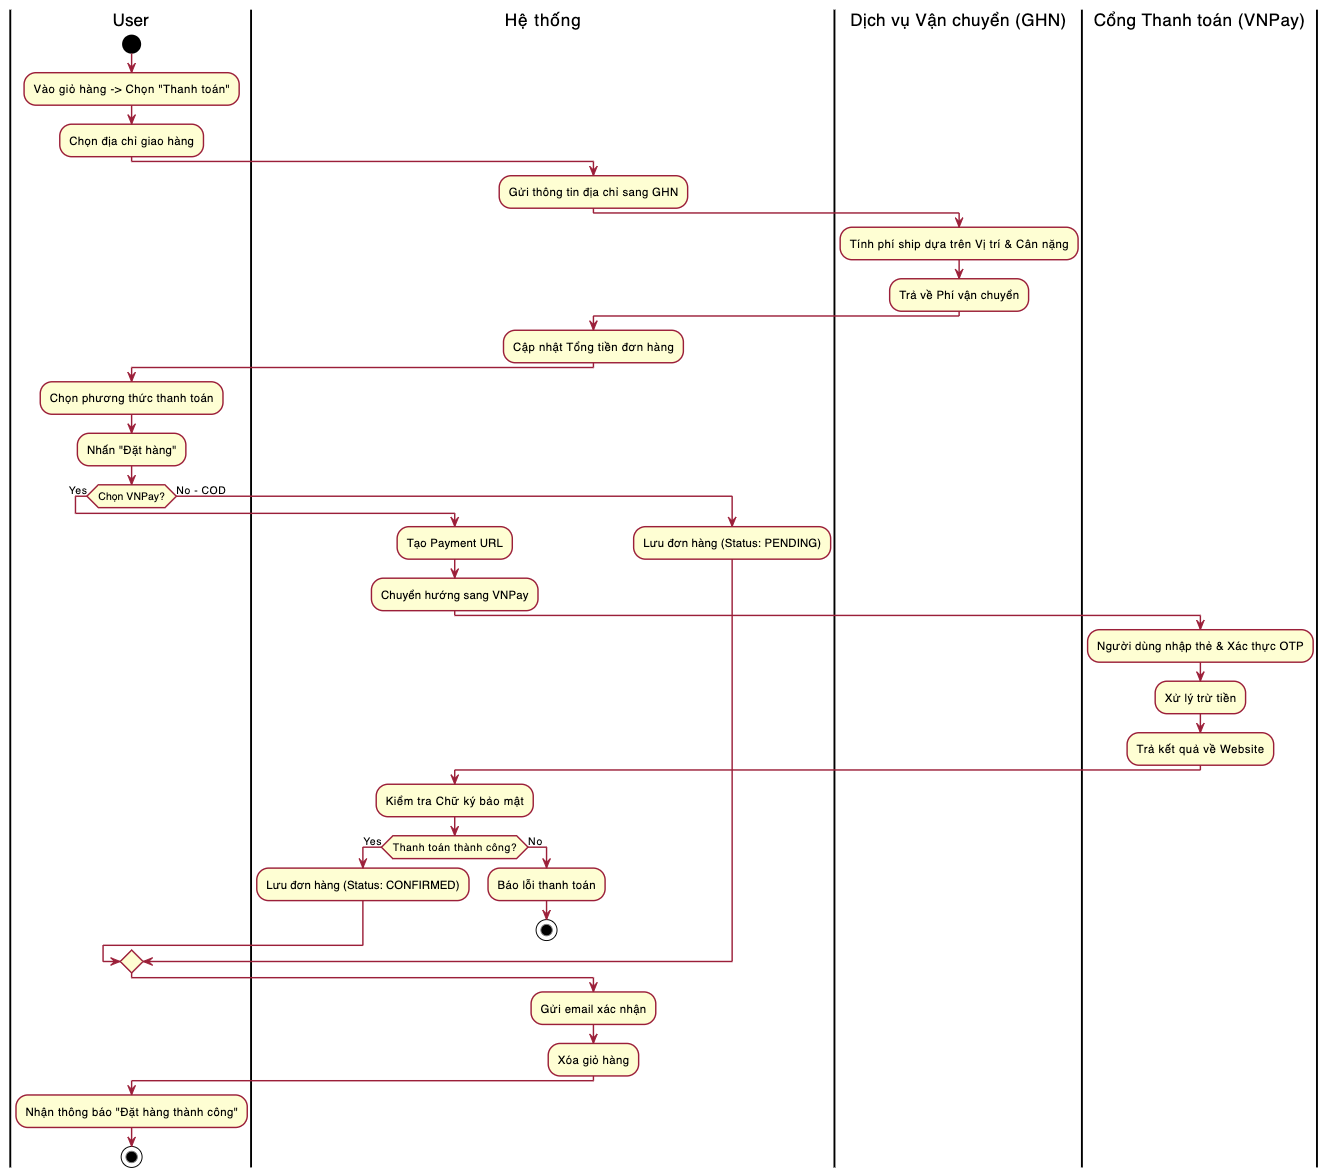 User
Hệ thống
Dịch vụ Vận chuyển (GHN)
Cổng Thanh toán (VNPay)
Vào giỏ hàng -> Chọn "Thanh toán"
Chọn địa chỉ giao hàng
Gửi thông tin địa chỉ sang GHN
Tính phí ship dựa trên Vị trí & Cân nặng
Trả về Phí vận chuyển
Cập nhật Tổng tiền đơn hàng
Chọn phương thức thanh toán
Nhấn "Đặt hàng"
Yes
Chọn VNPay?
No - COD
Tạo Payment URL
Lưu đơn hàng (Status: PENDING)
Chuyển hướng sang VNPay
Người dùng nhập thẻ & Xác thực OTP
Xử lý trừ tiền
Trả kết quả về Website
Kiểm tra Chữ ký bảo mật
Yes
Thanh toán thành công?
No
Lưu đơn hàng (Status: CONFIRMED)
Báo lỗi thanh toán
Gửi email xác nhận
Xóa giỏ hàng
Nhận thông báo "Đặt hàng thành công"